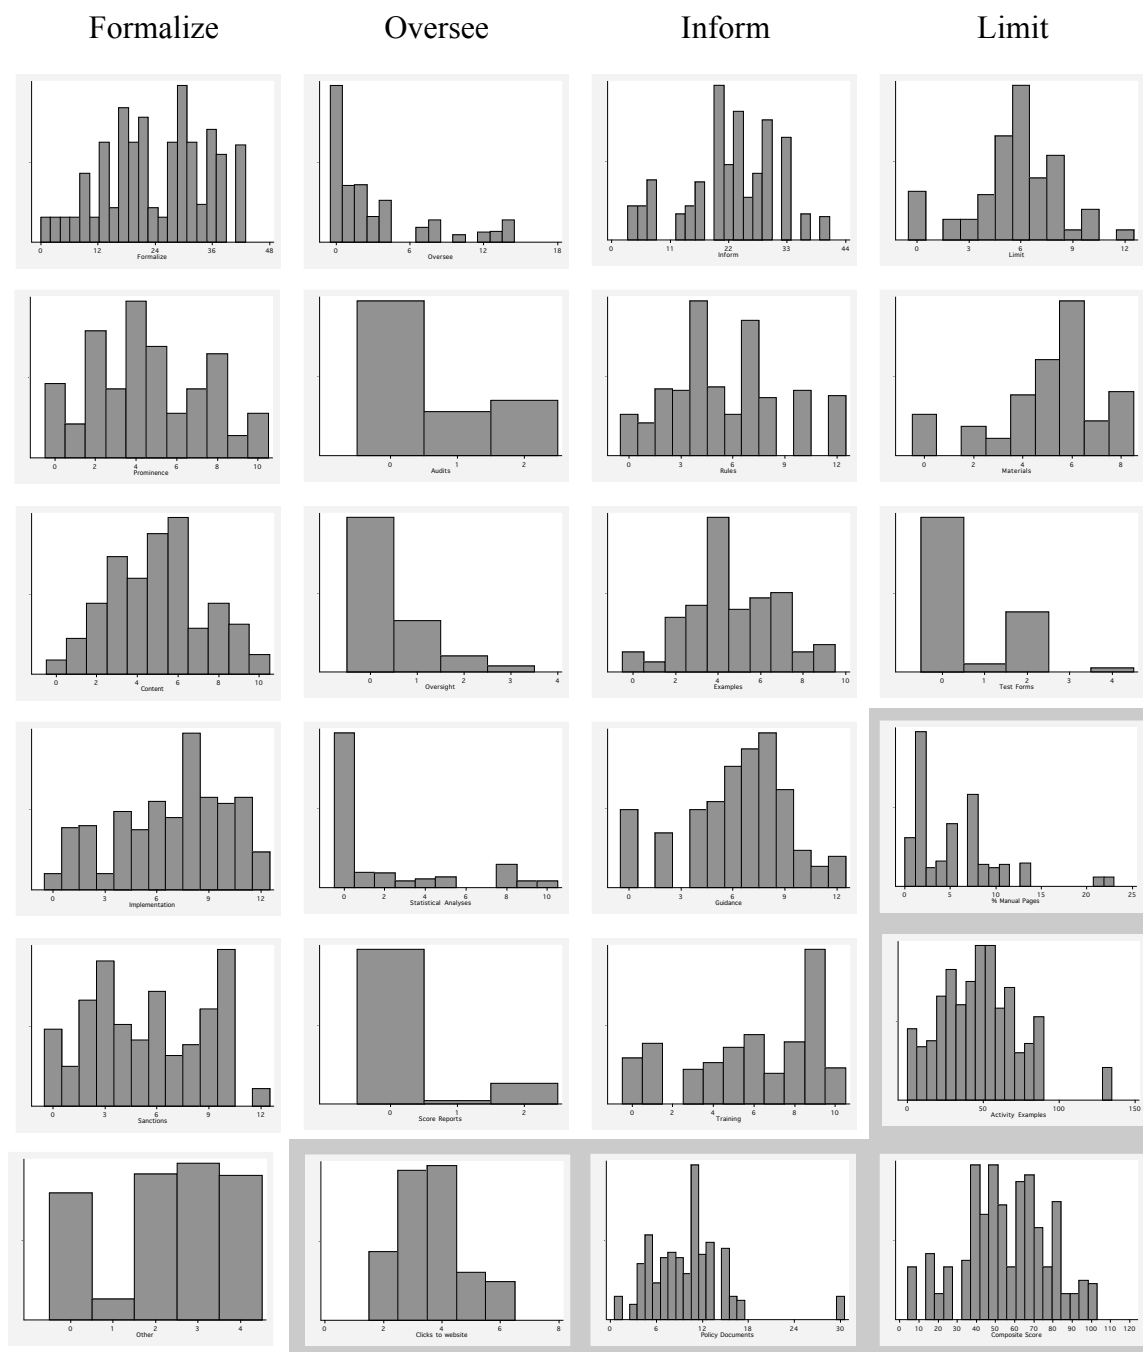 Formalize Oversee Inform Limit
0 12 24 36 48
Formalize
0 6 12 18
Oversee
0 11 22 33 44
Inform
0 3 6 9 12
Limit
0 2 4 6 8 10
Prominence
0 1 2
Audits
0 3 6 9 12
Rules
0 2 4 6 8
Materials
0 2 4 6 8 10
Content
0 1 2 3 4
Oversight
0 2 4 6 8 10
Examples
0 1 2 3 4
Test Forms
0 3 6 9 12
Implementation
0 2 4 6 8 10
Statistical Analyses
0 3 6 9 12
Guidance
0 5 10 15 20 25
% Manual Pages
0 3 6 9 12
Sanctions
0 1 2
Score Reports
0 2 4 6 8 10
Training
0 50 100 150
Activity Examples
0 1 2 3 4
Other
2 4 6 8
Clicks to website
0 6 12 18 24 30
Policy Documents
0 10 20 30 40 50 60 70 80 90 100 110 120
Composite Score